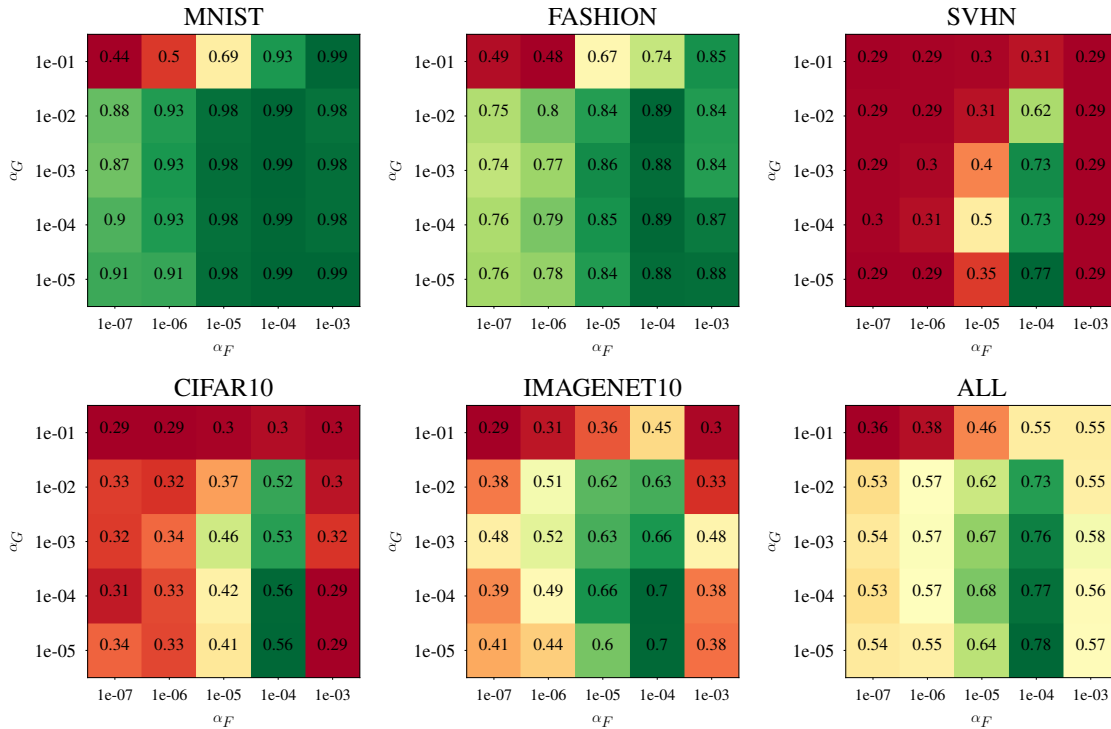 MNIST
1e-01 0.44 0.5 0.69 0.93 0.99
1e-02 0.88 0.93 0.98 0.99 0.98
α_G 1e-03 0.87 0.93 0.98 0.99 0.98
1e-04 0.9 0.93 0.98 0.99 0.98
1e-05 0.91 0.91 0.98 0.99 0.99
1e-07 1e-06 1e-05 1e-04 1e-03
α_F
FASHION
1e-01 0.49 0.48 0.67 0.74 0.85
1e-02 0.75 0.8 0.84 0.89 0.84
α_G 1e-03 0.74 0.77 0.86 0.88 0.84
1e-04 0.76 0.79 0.85 0.89 0.87
1e-05 0.76 0.78 0.84 0.88 0.88
1e-07 1e-06 1e-05 1e-04 1e-03
α_F
SVHN
1e-01 0.29 0.29 0.3 0.31 0.29
1e-02 0.29 0.29 0.31 0.62 0.29
α_G 1e-03 0.29 0.3 0.4 0.73 0.29
1e-04 0.3 0.31 0.5 0.73 0.29
1e-05 0.29 0.29 0.35 0.77 0.29
1e-07 1e-06 1e-05 1e-04 1e-03
α_F
CIFAR10
1e-01 0.29 0.29 0.3 0.3 0.3
1e-02 0.33 0.32 0.37 0.52 0.3
α_G 1e-03 0.32 0.34 0.46 0.53 0.32
1e-04 0.31 0.33 0.42 0.56 0.29
1e-05 0.34 0.33 0.41 0.56 0.29
1e-07 1e-06 1e-05 1e-04 1e-03
α_F
IMAGENET10
1e-01 0.29 0.31 0.36 0.45 0.3
1e-02 0.38 0.51 0.62 0.63 0.33
α_G 1e-03 0.48 0.52 0.63 0.66 0.48
1e-04 0.39 0.49 0.66 0.7 0.38
1e-05 0.41 0.44 0.6 0.7 0.38
1e-07 1e-06 1e-05 1e-04 1e-03
α_F
ALL
1e-01 0.36 0.38 0.46 0.55 0.55
1e-02 0.53 0.57 0.62 0.73 0.55
α_G 1e-03 0.54 0.57 0.67 0.76 0.58
1e-04 0.53 0.57 0.68 0.77 0.56
1e-05 0.54 0.55 0.64 0.78 0.57
1e-07 1e-06 1e-05 1e-04 1e-03
α_F